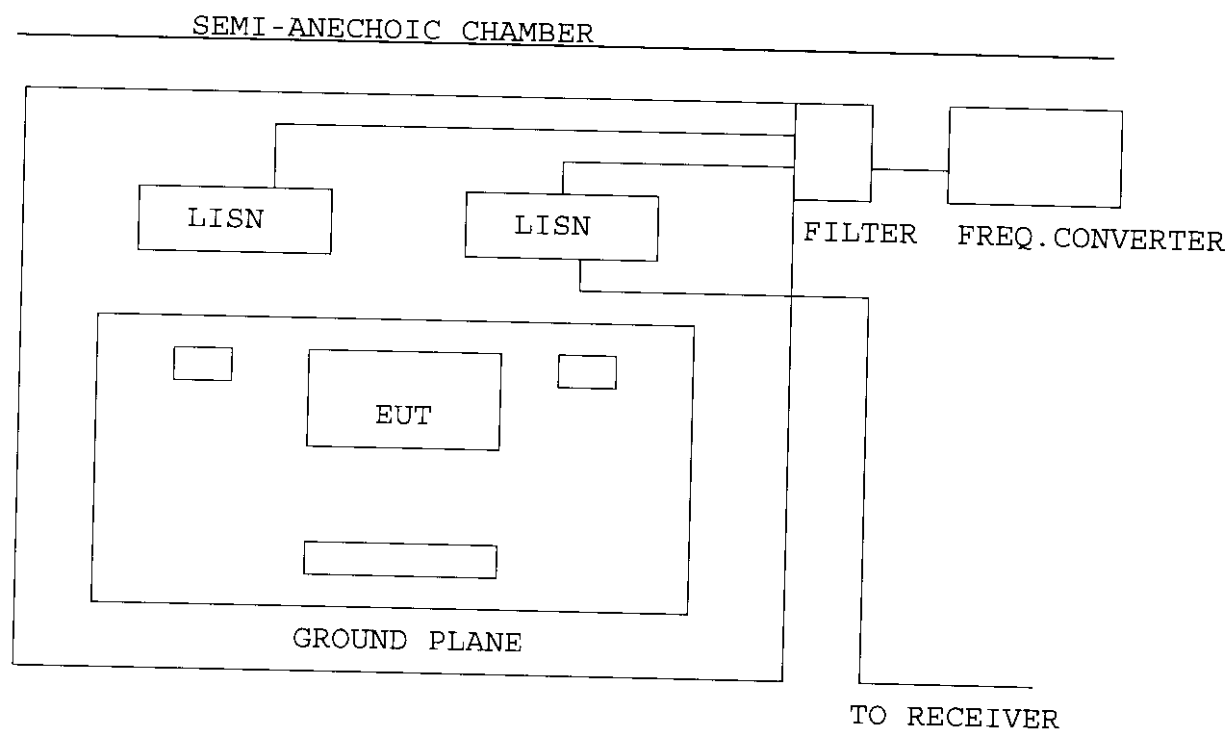 SEMI-ANECHOIC CHAMBER
LISN
LISN
FILTER
FREQ.CONVERTER
EUT
GROUND PLANE
TO RECEIVER